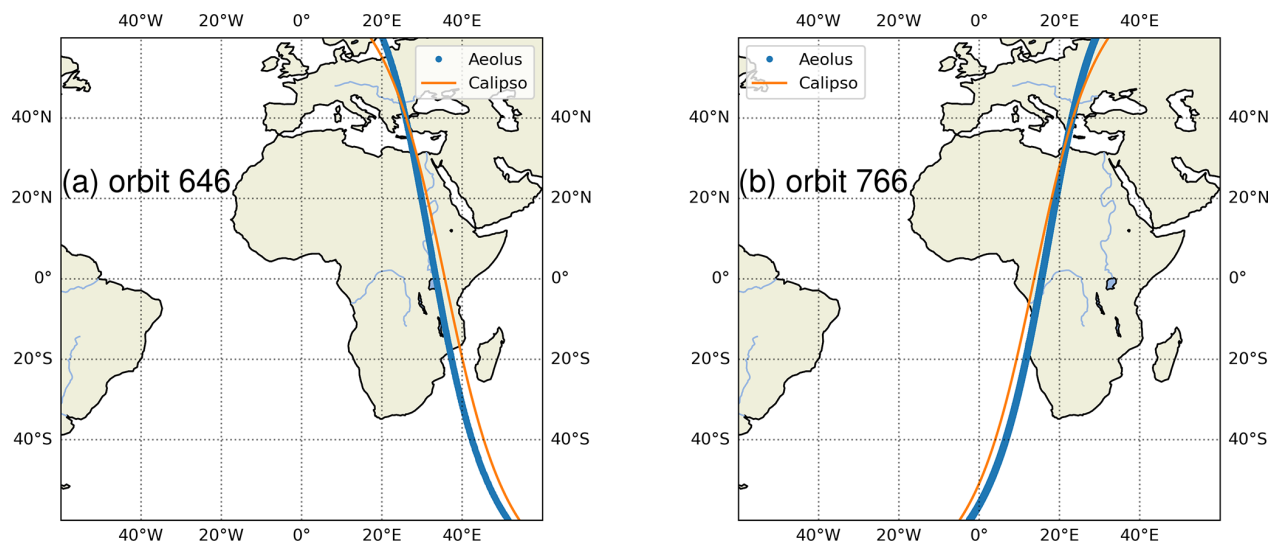 40°W 20°W 0° 20°E 40°E 40°W 20°W 0° 20°E 40°E
Aeolus Aeolus
Calipso Calipso
40°N 40°N 40°N 40°N
(a) orbit 646 (b) orbit 766
20°N 20°N 20°N 20°N
0° 0° 0° 0°
20°S 20°S 20°S 20°S
40°S 40°S 40°S 40°S
40°W 20°W 0° 20°E 40°E 40°W 20°W 0° 20°E 40°E